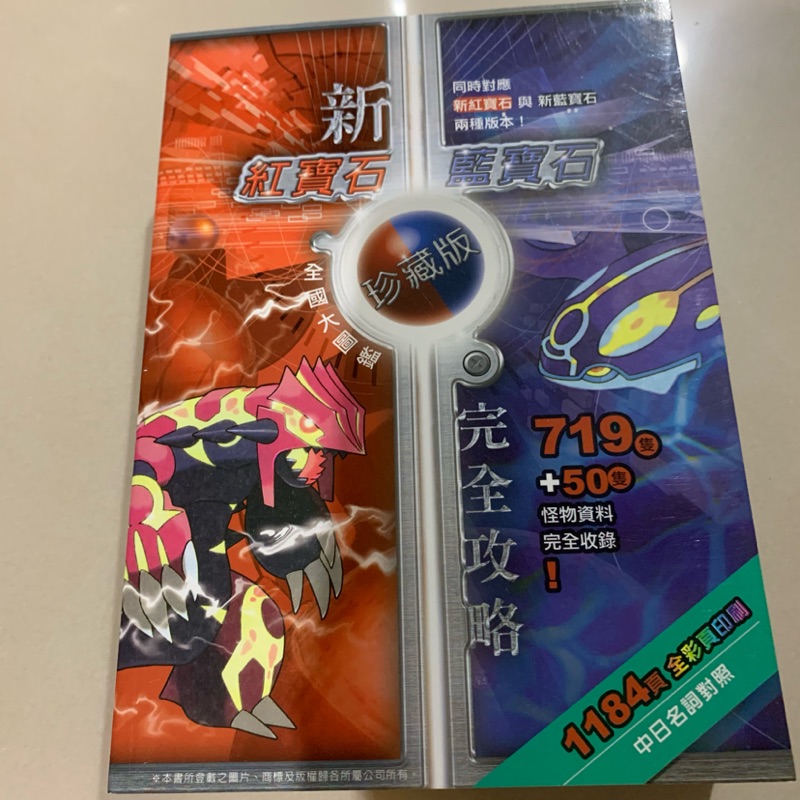 新
紅寶石
同時對應
新紅寶石 與 新藍寶石
兩種版本！
藍寶石
珍藏版
全國大圖鑑
完全攻略
719隻
+50隻
怪物資料
完全收錄
！
1184頁 全彩頁印刷
中日名詞對照
※本書所登載之圖片、商標及版權歸各所屬公司所有